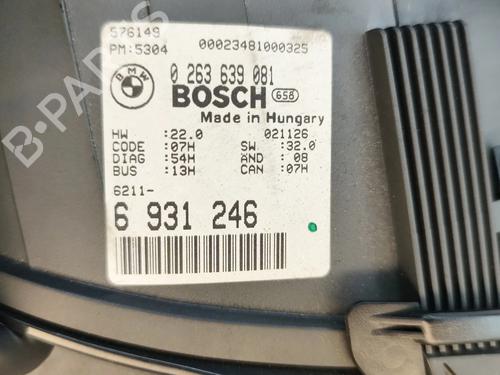 576149
PM:5304
00023481000325
BMW
0 263 639 081
BOSCH 658
Made in Hungary
HW :22.0 021126
CODE :07H SW :32.0
DIAG :54H AND : 08
BUS :13H CAN :07H
6211-
6 931 246
B-PARTS